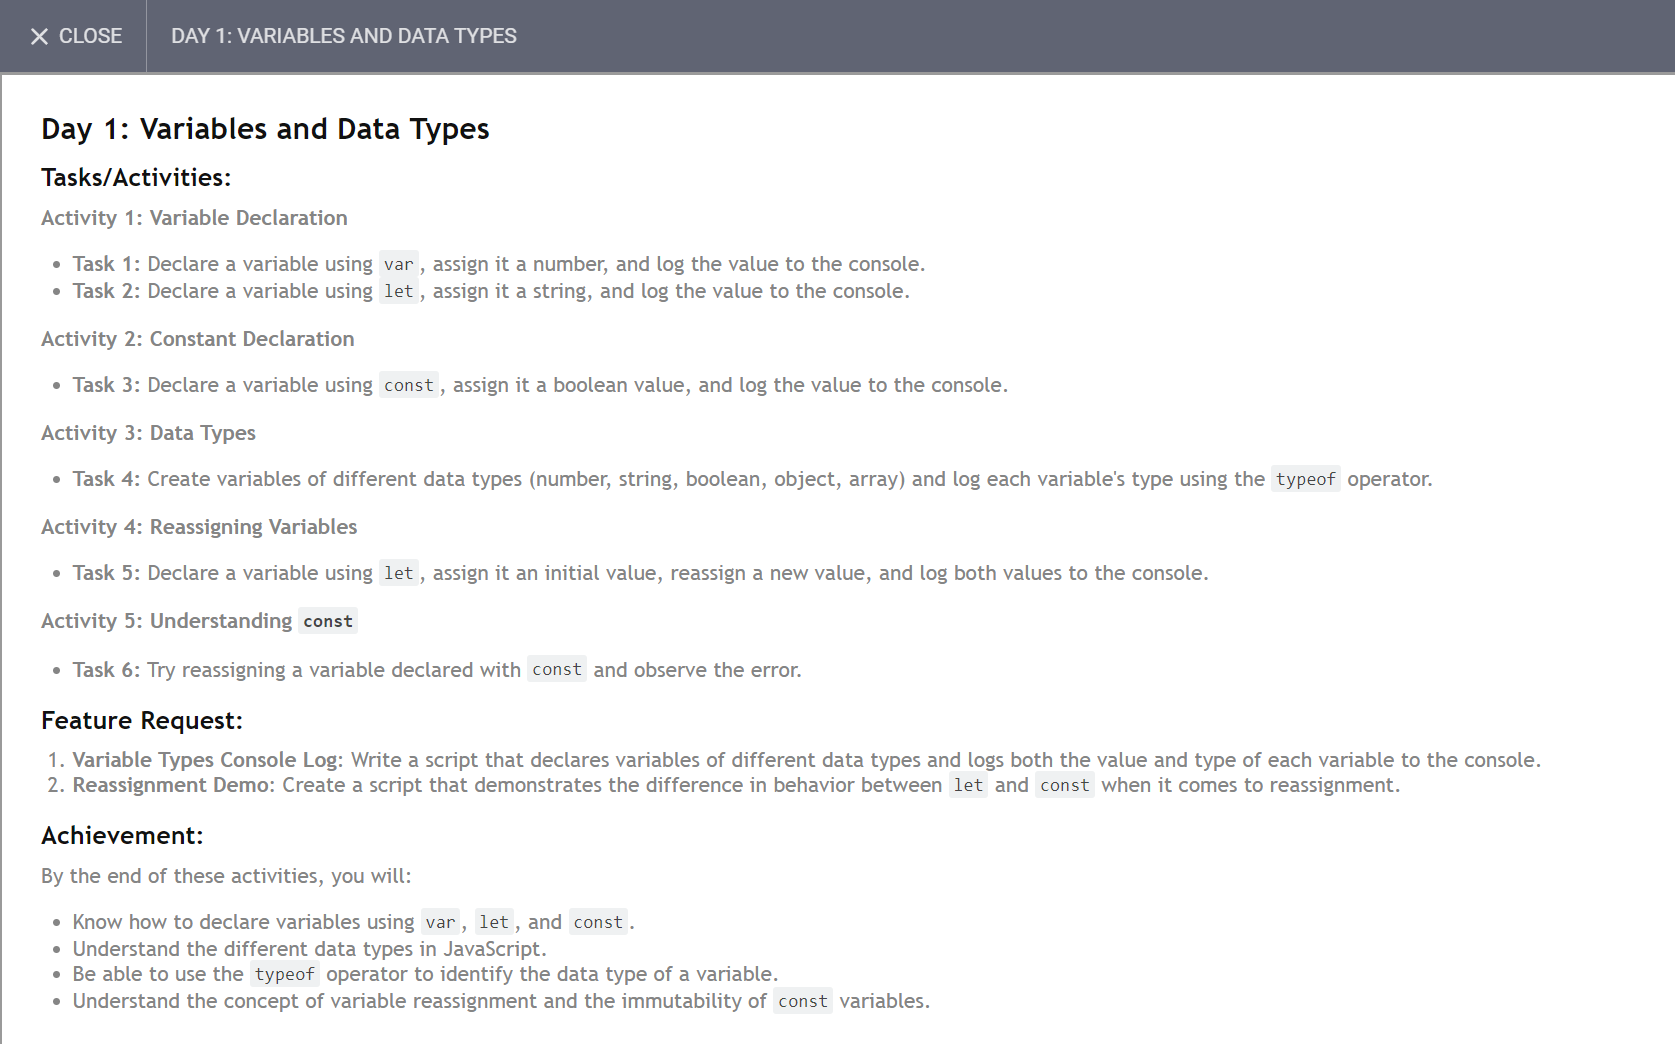 CLOSE
DAY 1: VARIABLES AND DATA TYPES
Day 1: Variables and Data Types
Tasks/Activities:
Activity 1: Variable Declaration
Task 1: Declare a variable using var, assign it a number, and log the value to the console.
Task 2: Declare a variable using let, assign it a string, and log the value to the console.
Activity 2: Constant Declaration
Task 3: Declare a variable using const, assign it a boolean value, and log the value to the console.
Activity 3: Data Types
Task 4: Create variables of different data types (number, string, boolean, object, array) and log each variable's type using the typeof operator.
Activity 4: Reassigning Variables
Task 5: Declare a variable using let, assign it an initial value, reassign a new value, and log both values to the console.
Activity 5: Understanding const
Task 6: Try reassigning a variable declared with const and observe the error.
Feature Request:
1. Variable Types Console Log: Write a script that declares variables of different data types and logs both the value and type of each variable to the console.
2. Reassignment Demo: Create a script that demonstrates the difference in behavior between let and const when it comes to reassignment.
Achievement:
By the end of these activities, you will:
Know how to declare variables using var, let, and const.
Understand the different data types in JavaScript.
Be able to use the typeof operator to identify the data type of a variable.
Understand the concept of variable reassignment and the immutability of const variables.